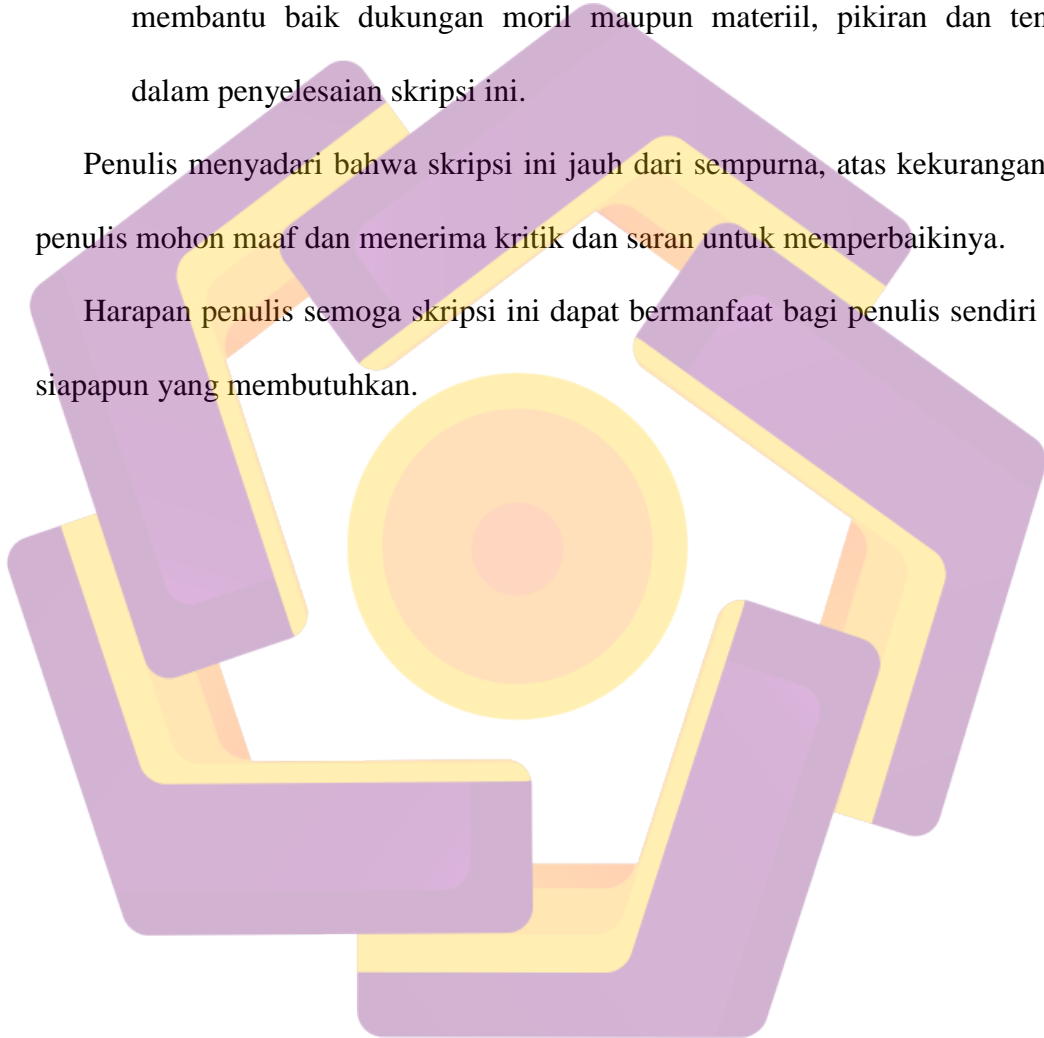 membantu baik dukungan moril maupun materiil, pikiran dan
dalam penyelesaian skripsi ini.
Penulis menyadari bahwa skripsi ini jauh dari sempurna, atas kekurangan
penulis mohon maaf dan menerima kritik dan saran untuk memperbaikinya.
Harapan penulis semoga skripsi ini dapat bermanfaat bagi penulis sendiri
siapapun yang membutuhkan.